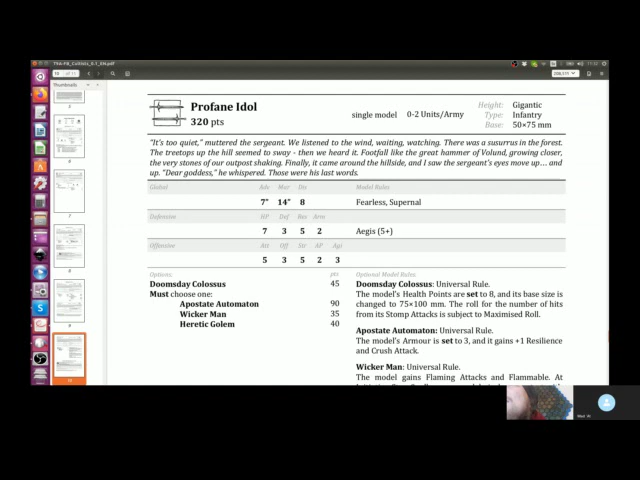 T9A-FB_Cultists_0.1_EN.pdf
11:32
Thumbnails
Profane Idol
320 pts
single model
0-2 Units/Army
Height: Gigantic
Type: Infantry
Base: 50×75 mm
"It's too quiet," muttered the sergeant. We listened to the wind, waiting, watching. There was a susurrus in the forest.
The treetops up the hill seemed to sway - then we heard it. Footfall like the great hammer of Volund, growing closer,
the very stones of our outpost shaking. Finally, it came around the hillside, and I saw the sergeant's eyes move up… and
up. "Dear goddess," he whispered. Those were his last words.
Global Adv Mar Dis Model Rules
7" 14" 8 Fearless, Supernal
Defensive HP Def Res Arm
7 3 5 2 Aegis (5+)
Offensive Att Off Str AP Agi
5 3 5 2 3
Options: pts
Doomsday Colossus 45
Must choose one:
Apostate Automaton 90
Wicker Man 35
Heretic Golem 40
Optional Model Rules:
Doomsday Colossus: Universal Rule.
The model's Health Points are set to 8, and its base size is
changed to 75×100 mm. The roll for the number of hits
from its Stomp Attacks is subject to Maximised Roll.
Apostate Automaton: Universal Rule.
The model's Armour is set to 3, and it gains +1 Resilience
and Crush Attack.
Wicker Man: Universal Rule.
The model gains Flaming Attacks and Flammable. At